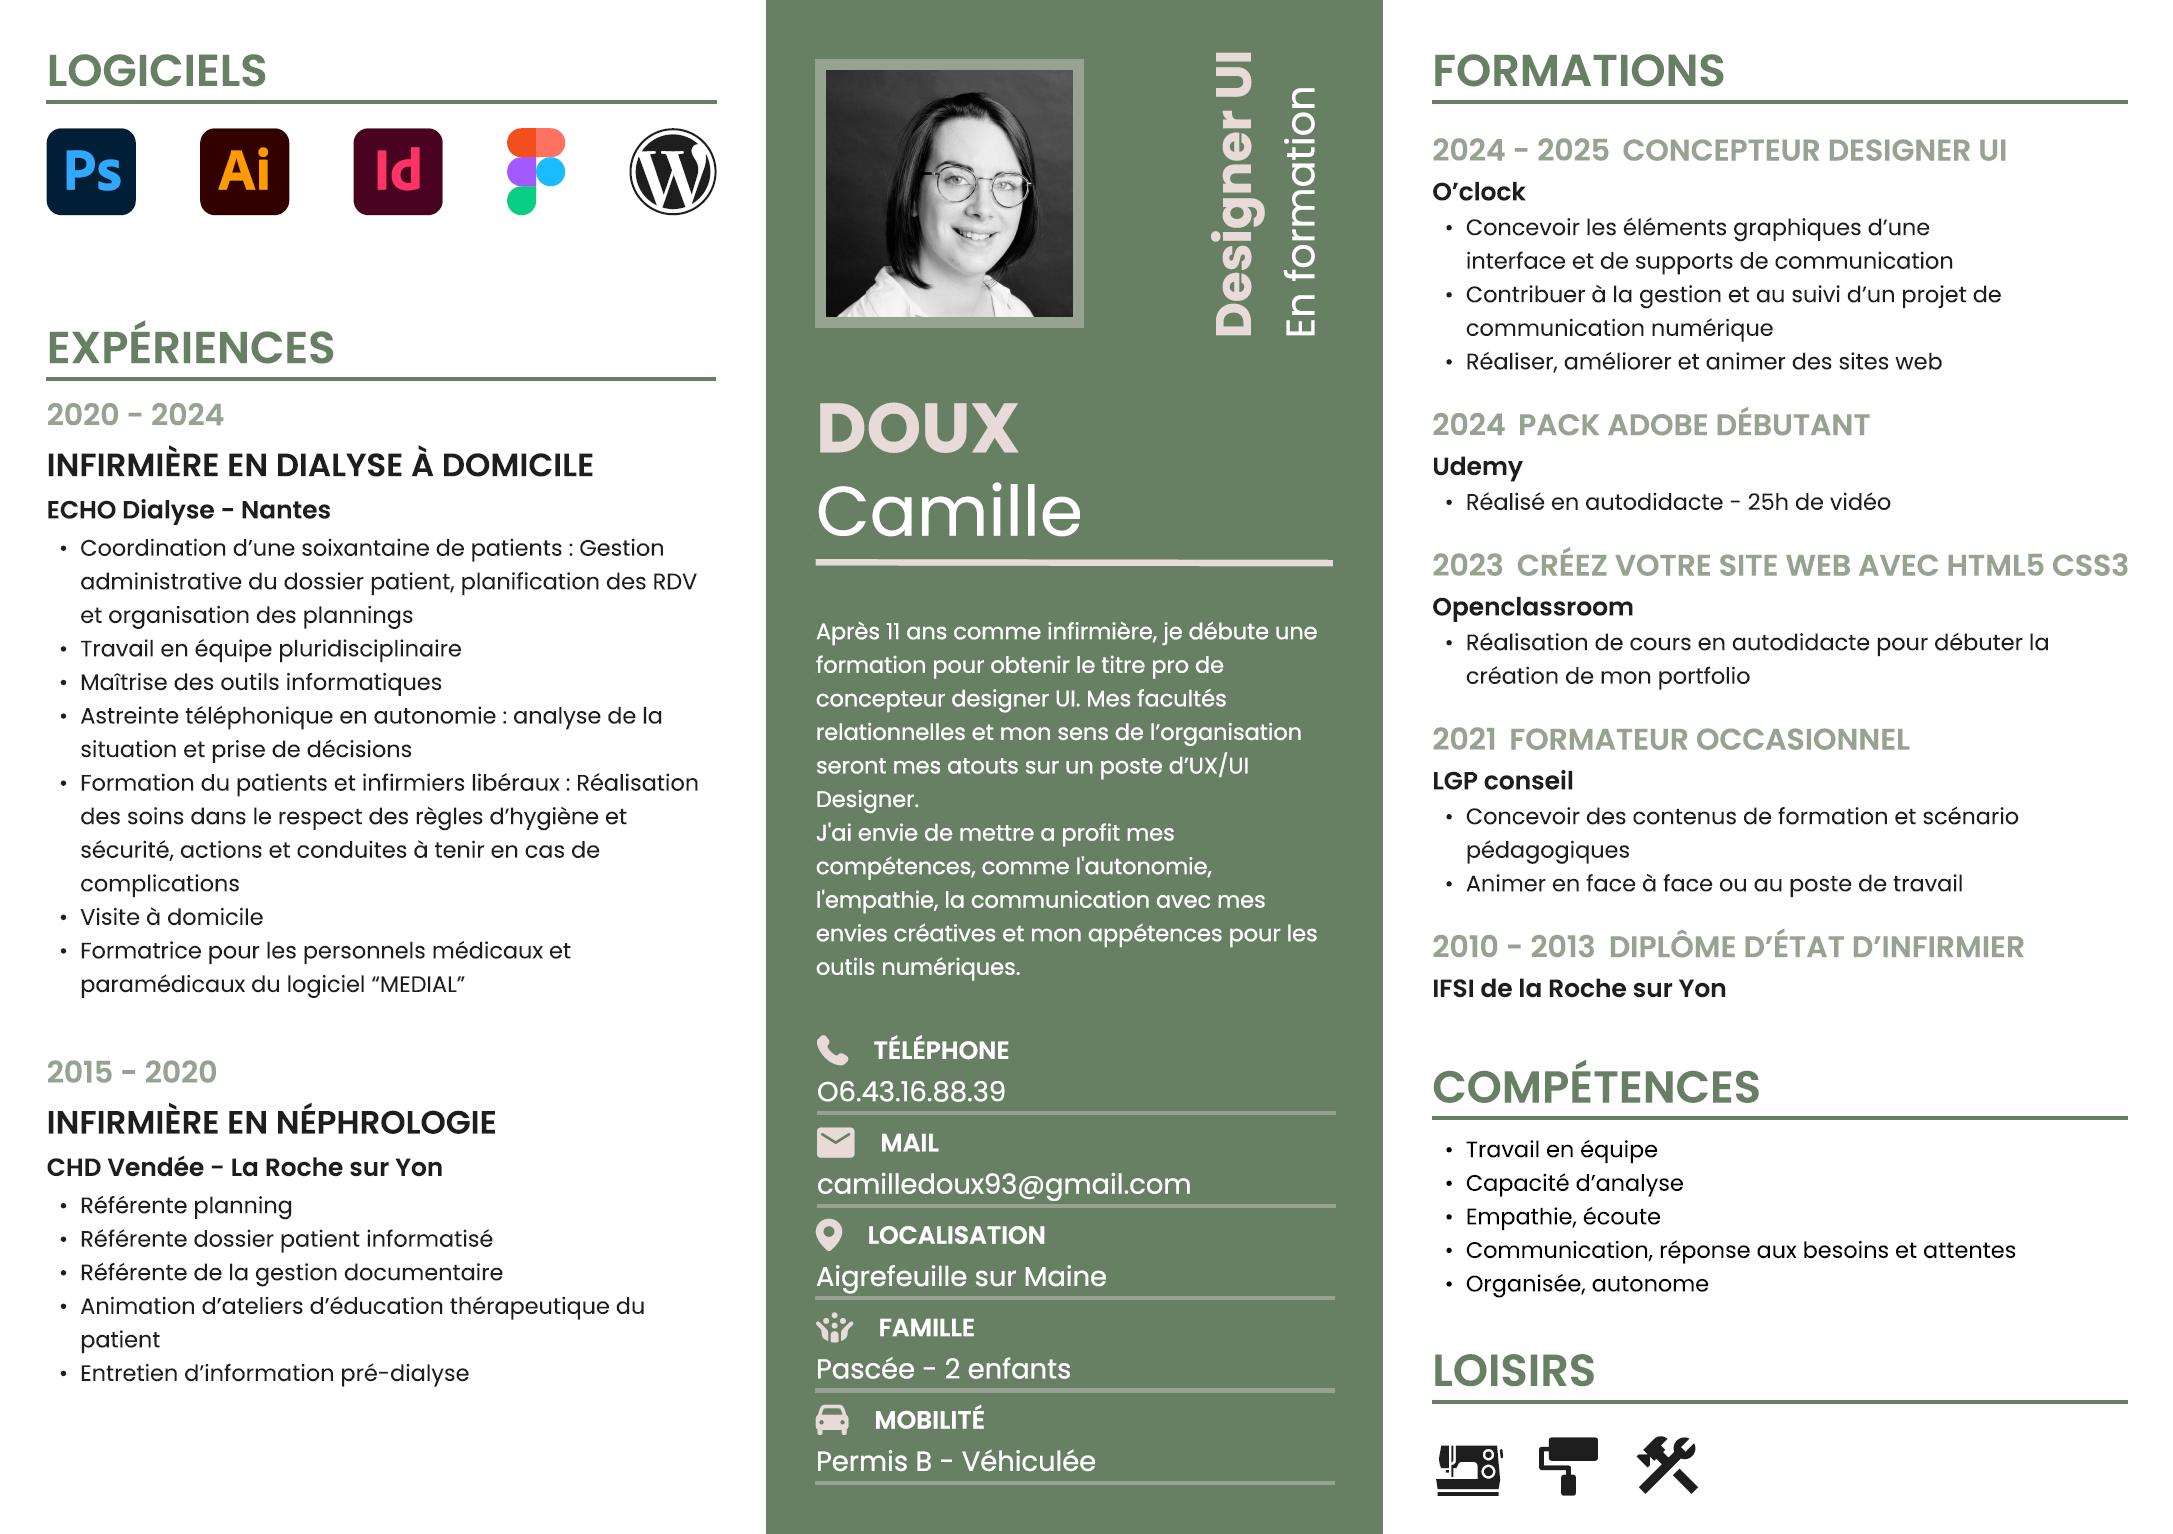 LOGICIELS
Ps
Ai
Id
EXPÉRIENCES
2020 - 2024
INFIRMIÈRE EN DIALYSE À DOMICILE
ECHO Dialyse - Nantes
• Coordination d’une soixantaine de patients : Gestion
administrative du dossier patient, planification des RDV
et organisation des plannings
• Travail en équipe pluridisciplinaire
• Maîtrise des outils informatiques
• Astreinte téléphonique en autonomie : analyse de la
situation et prise de décisions
• Formation du patients et infirmiers libéraux : Réalisation
des soins dans le respect des règles d’hygiène et
sécurité, actions et conduites à tenir en cas de
complications
• Visite à domicile
• Formatrice pour les personnels médicaux et
paramédicaux du logiciel “MEDIAL”
2015 - 2020
INFIRMIÈRE EN NÉPHROLOGIE
CHD Vendée - La Roche sur Yon
• Référente planning
• Référente dossier patient informatisé
• Référente de la gestion documentaire
• Animation d’ateliers d’éducation thérapeutique du
patient
• Entretien d’information pré-dialyse
Designer UI
En formation
DOUX
Camille
Après 11 ans comme infirmière, je débute une
formation pour obtenir le titre pro de
concepteur designer UI. Mes facultés
relationnelles et mon sens de l’organisation
seront mes atouts sur un poste d’UX/UI
Designer.
J'ai envie de mettre a profit mes
compétences, comme l'autonomie,
l'empathie, la communication avec mes
envies créatives et mon appétences pour les
outils numériques.
TÉLÉPHONE
O6.43.16.88.39
MAIL
camilledoux93@gmail.com
LOCALISATION
Aigrefeuille sur Maine
FAMILLE
Pascée - 2 enfants
MOBILITÉ
Permis B - Véhiculée
FORMATIONS
2024 - 2025 CONCEPTEUR DESIGNER UI
O’clock
• Concevoir les éléments graphiques d’une
interface et de supports de communication
• Contribuer à la gestion et au suivi d’un projet de
communication numérique
• Réaliser, améliorer et animer des sites web
2024 PACK ADOBE DÉBUTANT
Udemy
• Réalisé en autodidacte - 25h de vidéo
2023 CRÉEZ VOTRE SITE WEB AVEC HTML5 CSS3
Openclassroom
• Réalisation de cours en autodidacte pour débuter la
création de mon portfolio
2021 FORMATEUR OCCASIONNEL
LGP conseil
• Concevoir des contenus de formation et scénario
pédagogiques
• Animer en face à face ou au poste de travail
2010 - 2013 DIPLÔME D’ÉTAT D’INFIRMIER
IFSI de la Roche sur Yon
COMPÉTENCES
• Travail en équipe
• Capacité d’analyse
• Empathie, écoute
• Communication, réponse aux besoins et attentes
• Organisée, autonome
LOISIRS